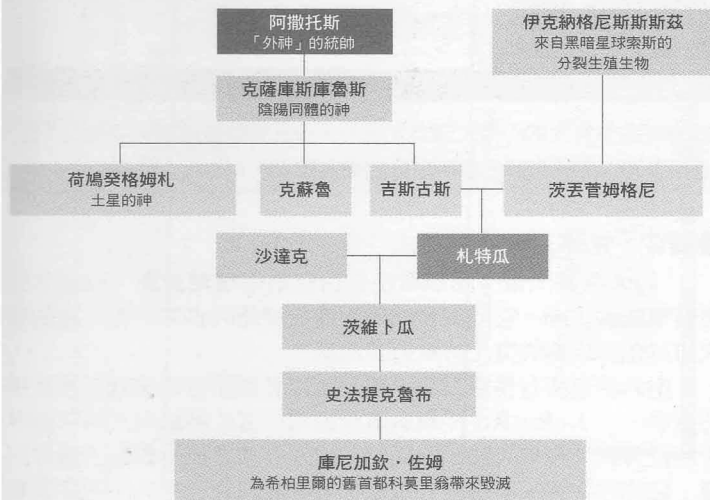 阿撒托斯
「外神」的統帥
伊克納格尼斯斯斯茲
來自黑暗星球索斯的
分裂生殖生物
克薩庫斯庫魯斯
陰陽同體的神
荷鳩癸格姆札
土星的神
克蘇魯
吉斯古斯
茨丟菅姆格尼
沙達克
札特瓜
茨維卜瓜
史法提克魯布
庫尼加欽·佐姆
為希柏里爾的舊首都科莫里翁帶來毀滅